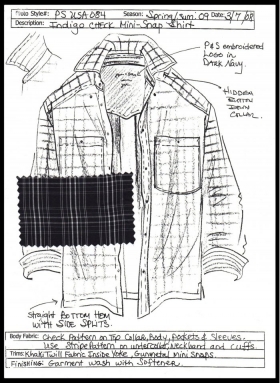 Style#: PS USA 084 Season: Spring/Sum. 09 Date: 3/7/08
Description: Indigo Check Mini-Snap Shirt
P&S embroidered
Logo in
Dark Navy.
Hidden
Button
Down
Collar.
Straight Bottom Hem
with Side Splits.
Body Fabric: Check Pattern on Top Collar, Body, Pockets & Sleeves.
Use Stripe Pattern on undercollar, Neckband and Cuffs.
Trims: Khaki Twill Fabric Inside Yoke, Gunmetal Mini Snaps.
Finishing: Garment Wash with Softener.